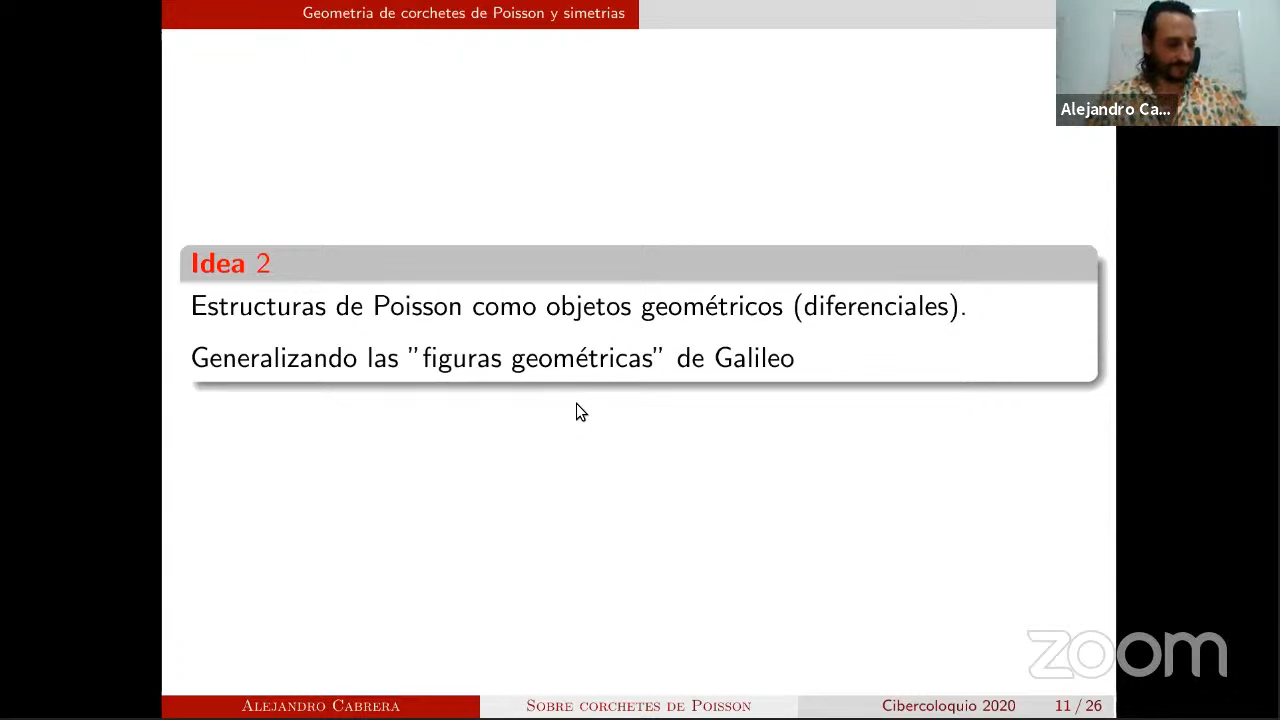 Geometria de corchetes de Poisson y simetrias
Alejandro Ca...
Idea 2
Estructuras de Poisson como objetos geométricos (diferenciales).
Generalizando las ”figuras geométricas” de Galileo
zoom
Alejandro Cabrera
Sobre corchetes de Poisson
Cibercoloquio 2020
11 / 26